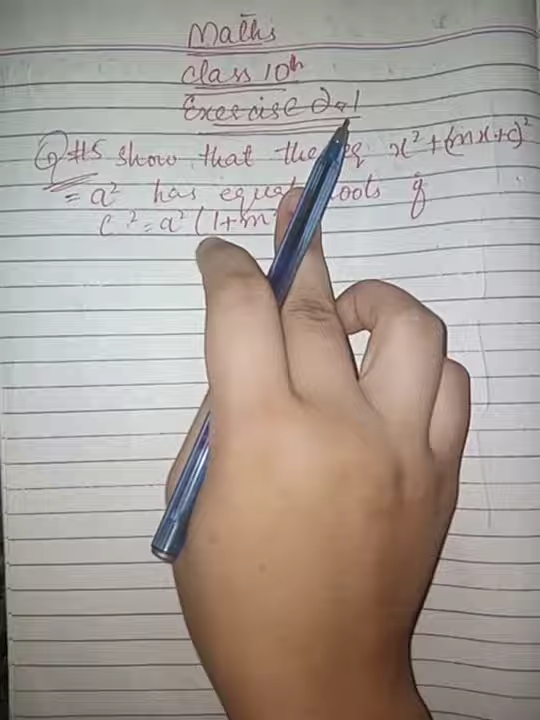 Maths
Class 10th
Exercise 2.1
Q#5 Show that the eq x² + (mx+c)²
= a² has equal roots if
c² = a² (1+m²